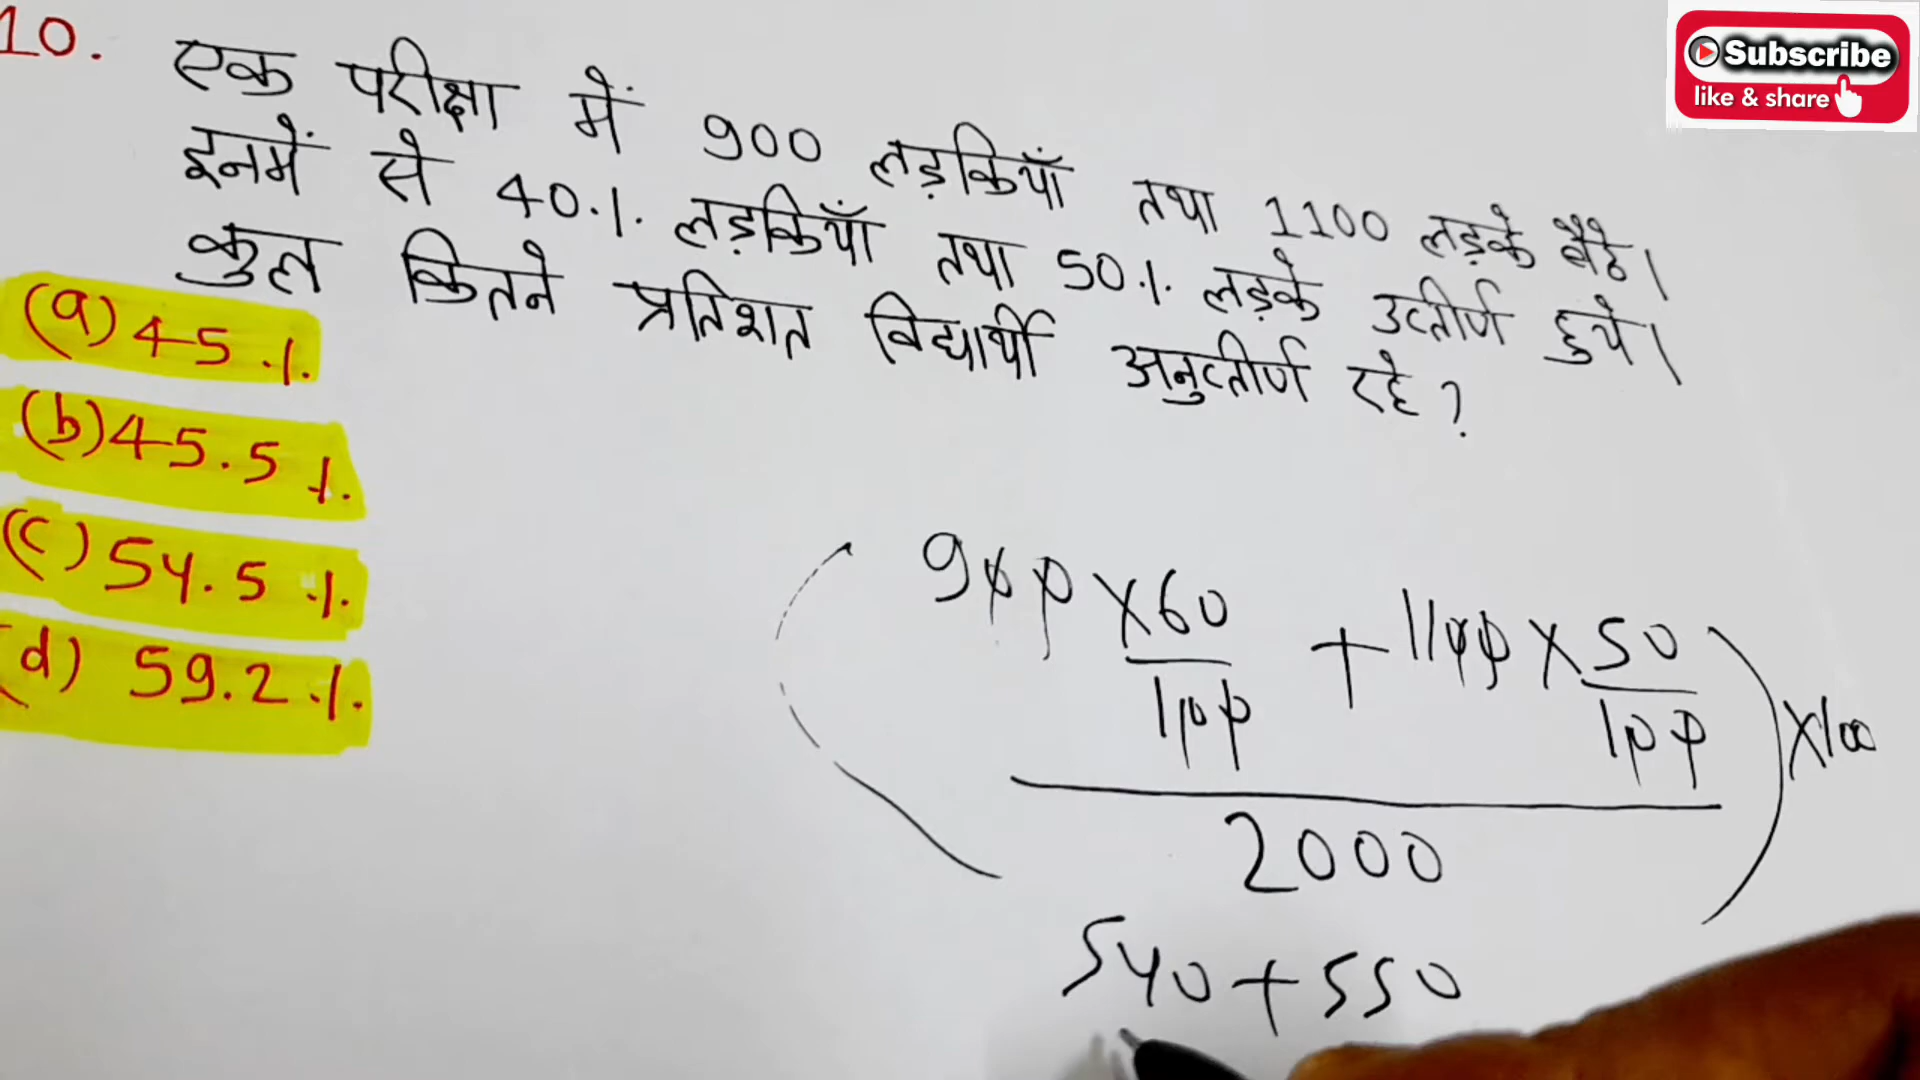 10.
एक परीक्षा में 900 लड़कियाँ तथा 1100 लड़के बैठे।
इनमें से 40% लड़कियाँ तथा 50% लड़के उत्तीर्ण हुये।
कुल कितने प्रतिशत विद्यार्थी अनुत्तीर्ण रहे?
(a) 45%
(b) 45.5%
(c) 54.5%
(d) 59.2%
(900 × 60/100 + 1100 × 50/100
2000) × 100
540 + 550
Subscribe
like & share